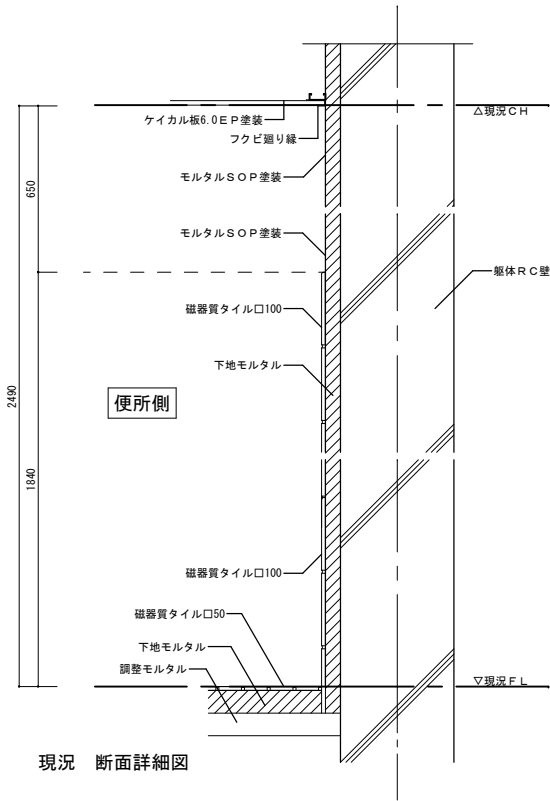 △現況CH
ケイカル板6.0EP塗装
フクビ廻り縁
モルタルSOP塗装
650
モルタルSOP塗装
躯体RC壁
磁器質タイル□100
下地モルタル
2490
便所側
1840
磁器質タイル□100
磁器質タイル□50
下地モルタル
調整モルタル
▽現況FL
現況 断面詳細図